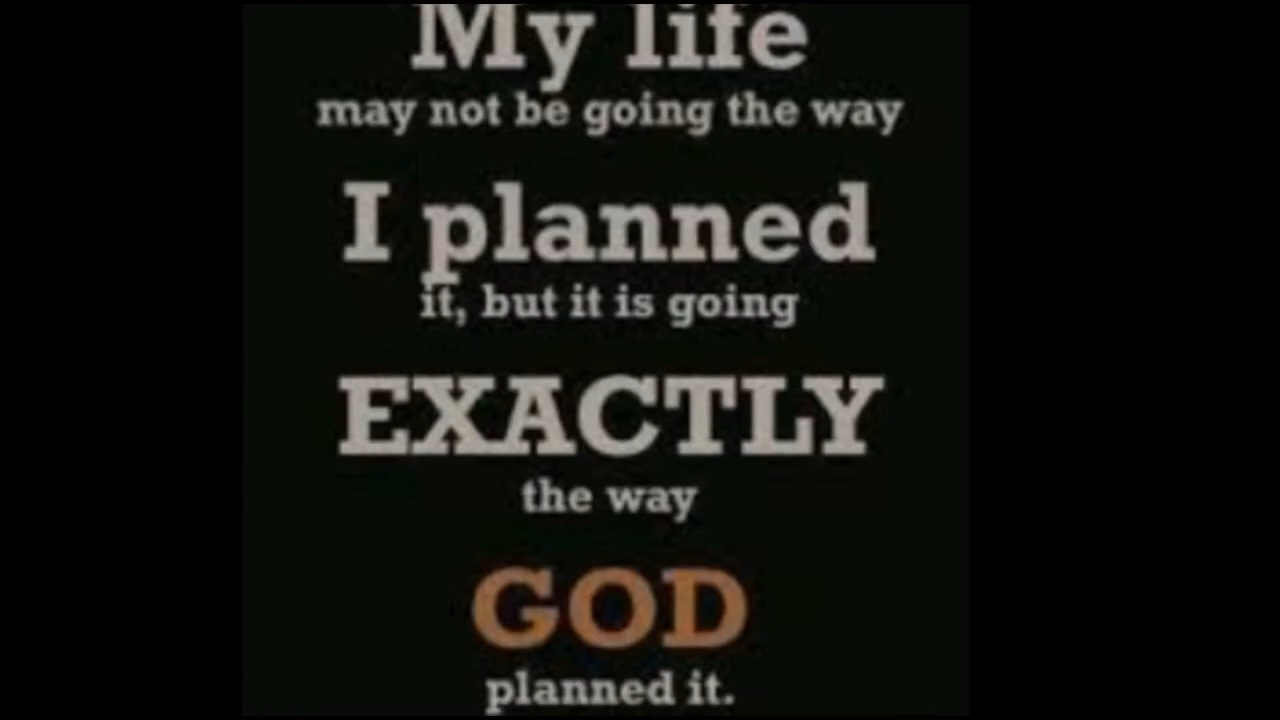 My life
may not be going the way
I planned
it, but it is going
EXACTLY
the way
GOD
planned it.